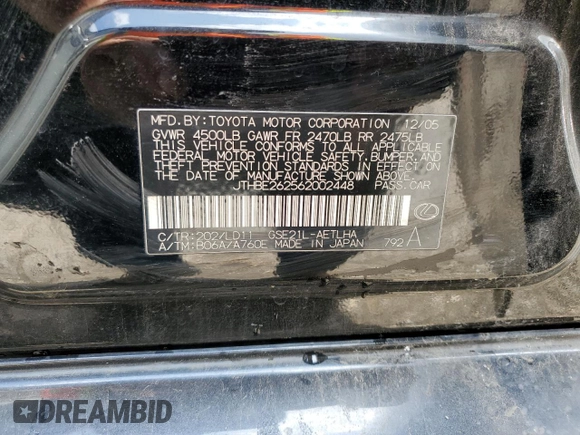 MFD. BY: TOYOTA MOTOR CORPORATION 12/05
GVWR 4500LB GAWR FR 2470LB RR 2475LB
THIS VEHICLE CONFORMS TO ALL APPLICABLE
FEDERAL MOTOR VEHICLE SAFETY, BUMPER, AND
THEFT PREVENTION STANDARDS IN EFFECT ON
THE DATE OF MANUFACTURE SHOWN ABOVE.
JTHBE262562002448 PASS. CAR
C/TR: 202/LD11 GSE21L-AETLHA
A/TM: B06A/A760E MADE IN JAPAN 792 A
DREAMBID